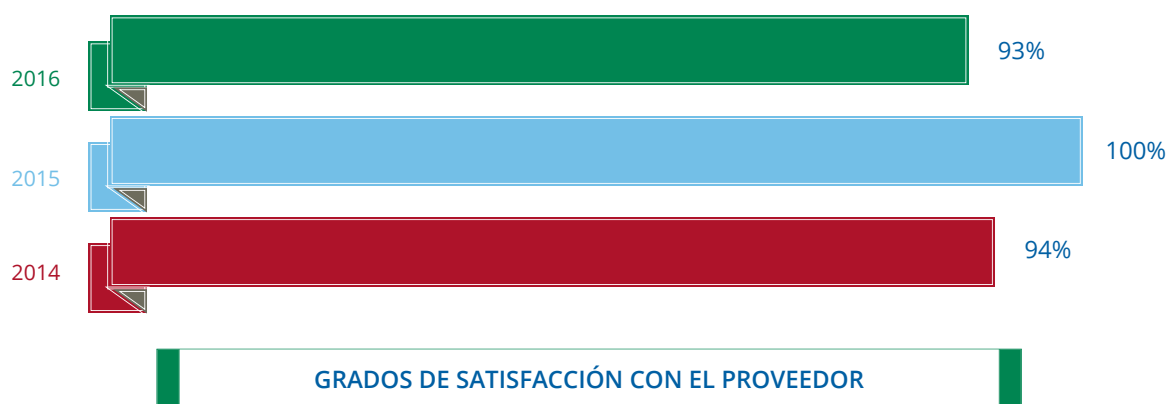 2016 93%
2015 100%
2014 94%
GRADOS DE SATISFACCIÓN CON EL PROVEEDOR